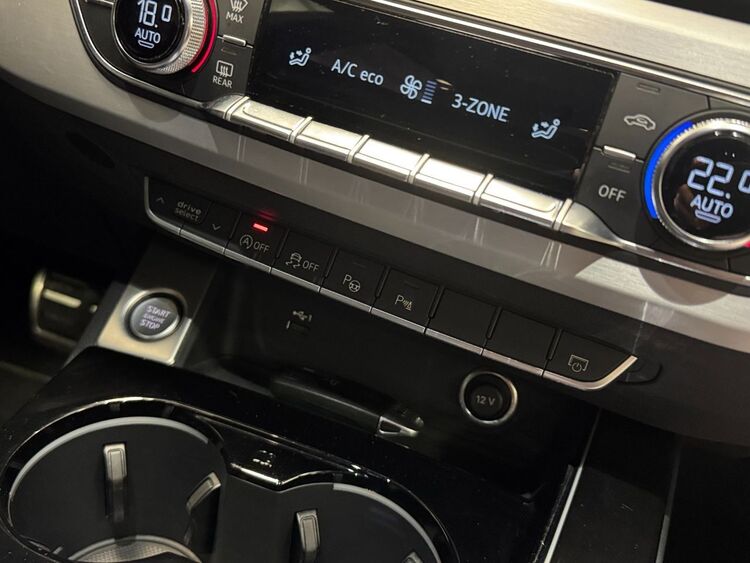 18.0
AUTO
MAX
REAR
A/C eco
3-ZONE
OFF
22.0
AUTO
drive
select
A OFF
OFF
P
P
START
ENGINE
STOP
12 V